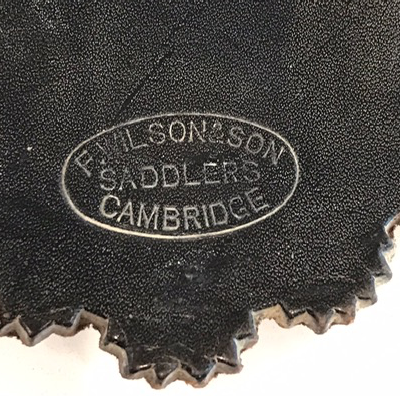 P. WILSON & SON
SADDLERS
CAMBRIDGE